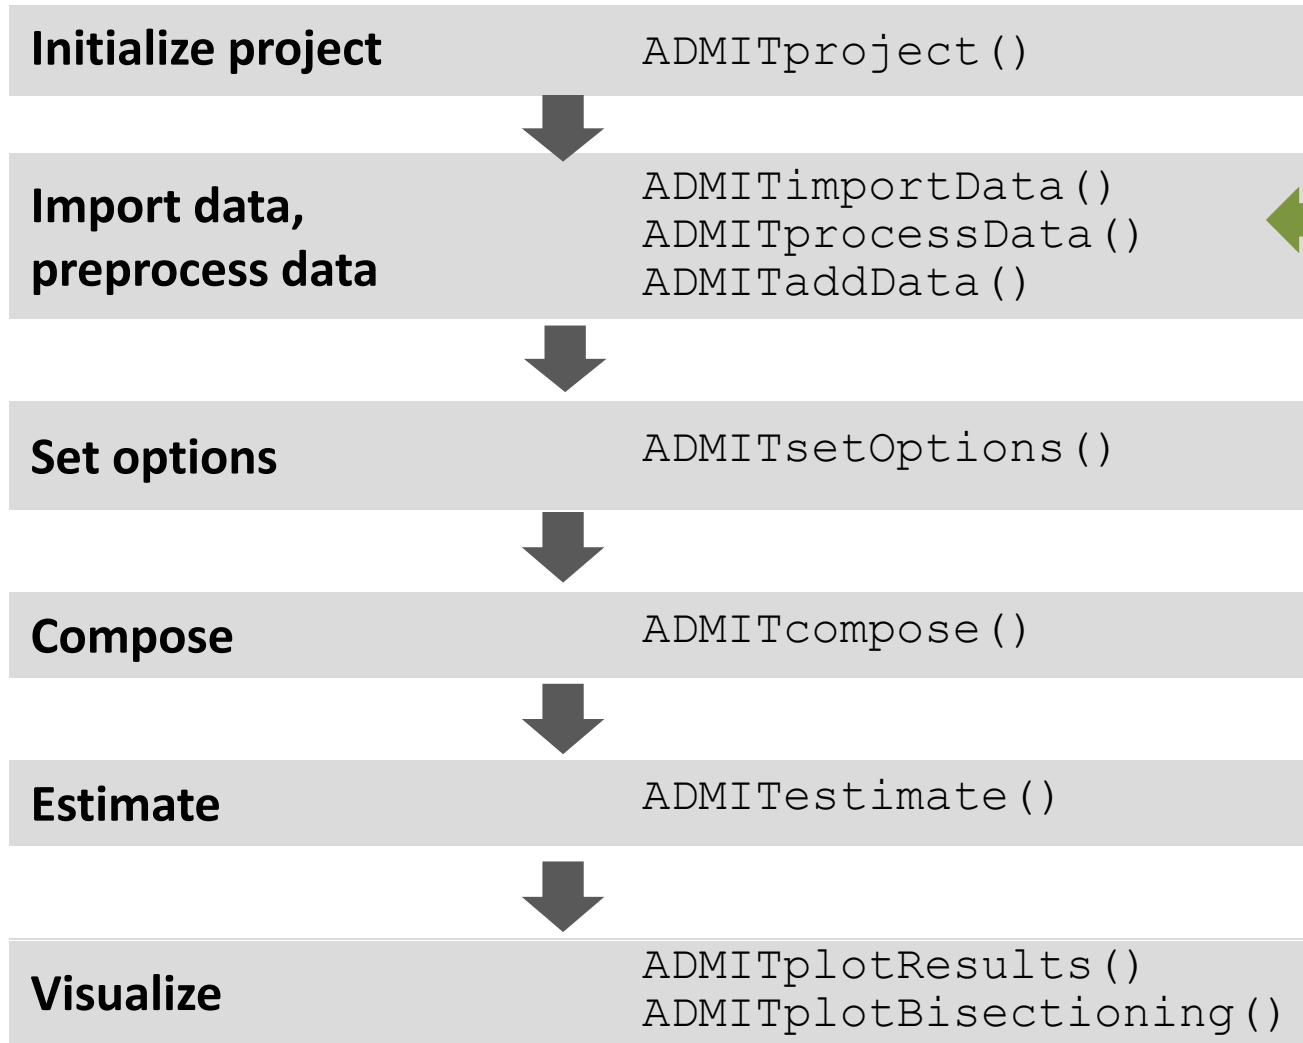 Initialize project
ADMITproject()
Import data,
preprocess data
ADMITimportData()
ADMITprocessData()
ADMITaddData()
Set options
ADMITsetOptions()
Compose
ADMITcompose()
Estimate
ADMITestimate()
Visualize
ADMITplotResults()
ADMITplotBisectioning()